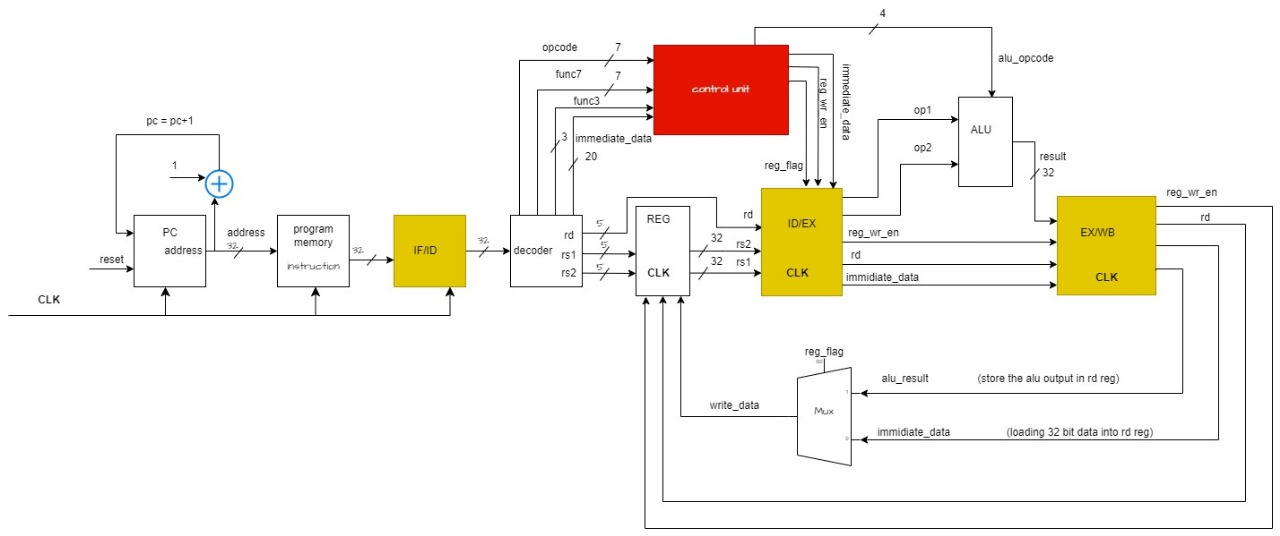 4
opcode
7
alu_opcode
func7
7
control unit
immediate_data
reg_wr_en
func3
op1
ALU
pc = pc+1
3
immediate_data
20
op2
result
32
1
reg_flag
reg_wr_en
PC
address
address
32
program
memory
instruction
32
IF/ID
32
decoder
rd
rs1
rs2
5
5
5
REG
CLK
rd
32
rs2
32
rs1
ID/EX
CLK
reg_wr_en
rd
immidiate_data
EX/WB
CLK
rd
reset
CLK
reg_flag
alu_result
(store the alu output in rd reg)
1
write_data
Mux
immidiate_data
(loading 32 bit data into rd reg)
0